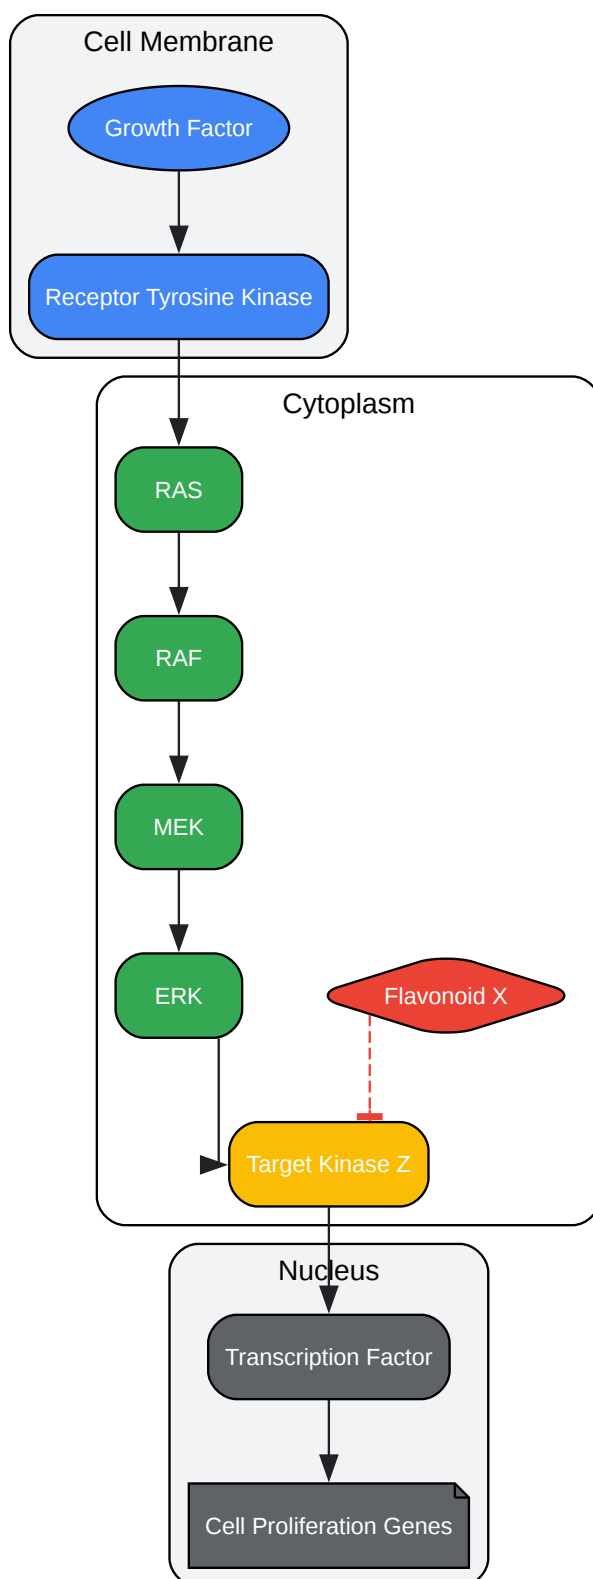 Cell Membrane
Growth Factor
Receptor Tyrosine Kinase
Cytoplasm
RAS
RAF
MEK
ERK
Flavonoid X
Target Kinase Z
Nucleus
Transcription Factor
Cell Proliferation Genes